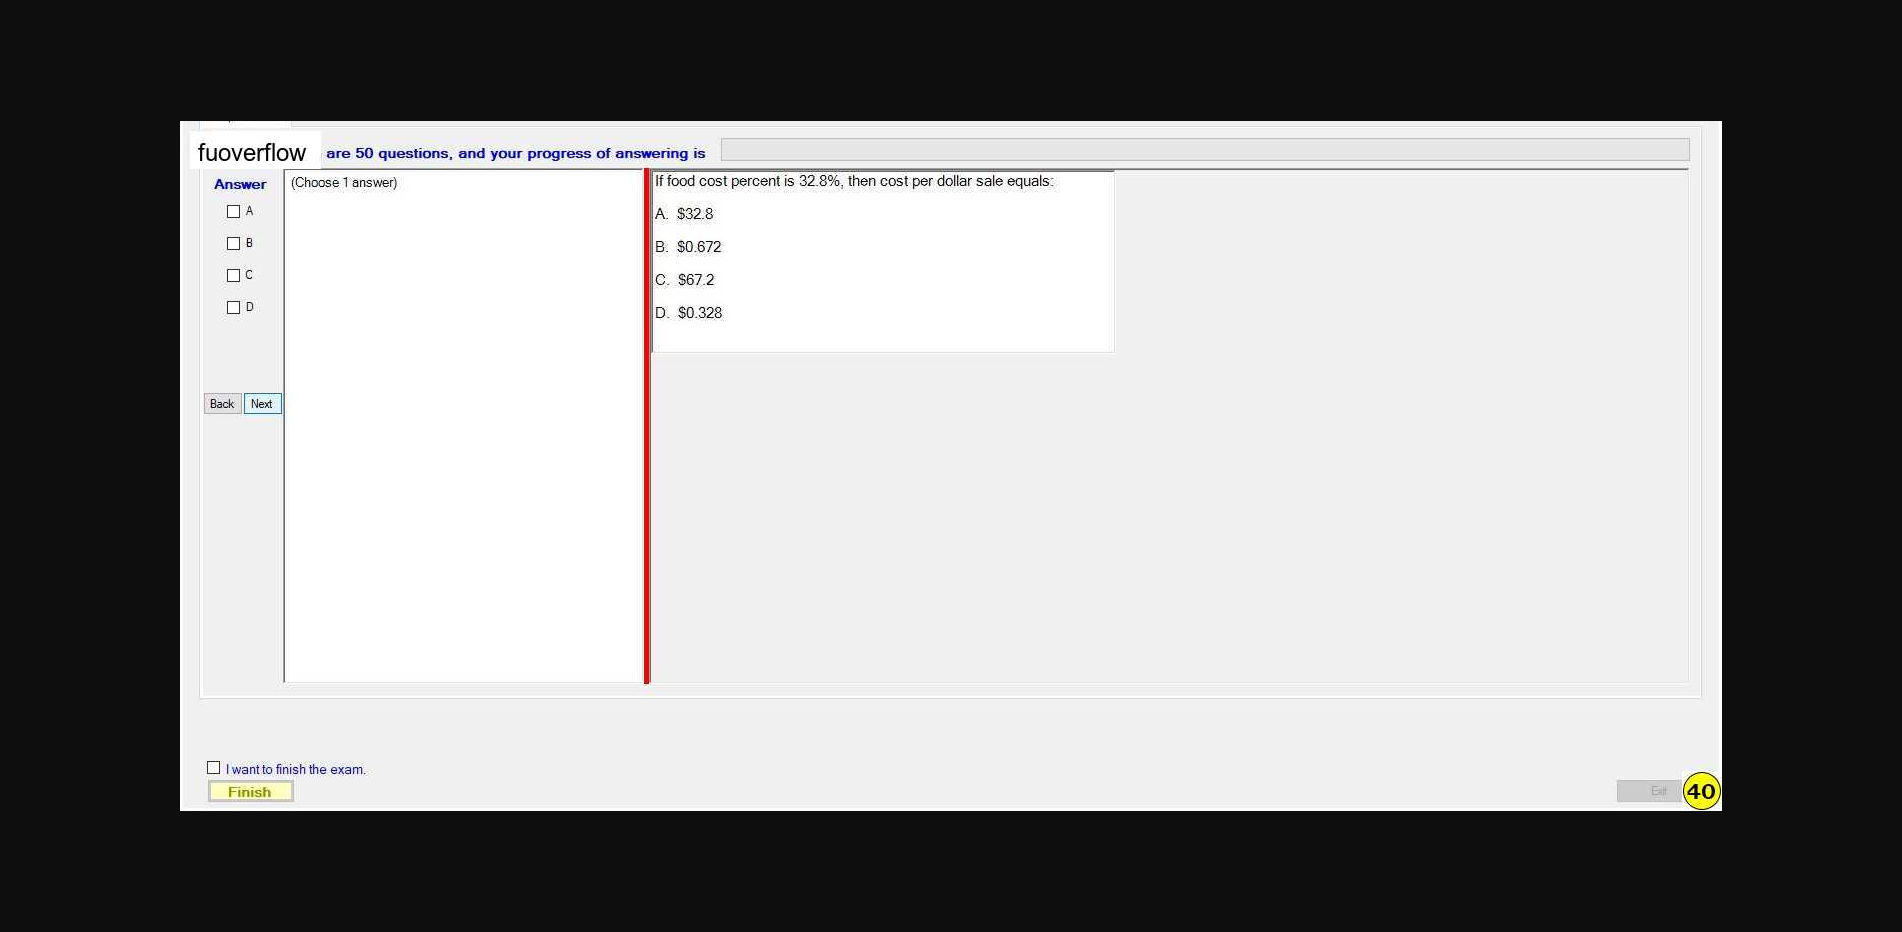 fuoverflow are 50 questions, and your progress of answering is
Answer
(Choose 1 answer)
A
B
C
D
Back Next
If food cost percent is 32.8%, then cost per dollar sale equals:
A. $32.8
B. $0.672
C. $67.2
D. $0.328
I want to finish the exam.
Finish
Exit
40